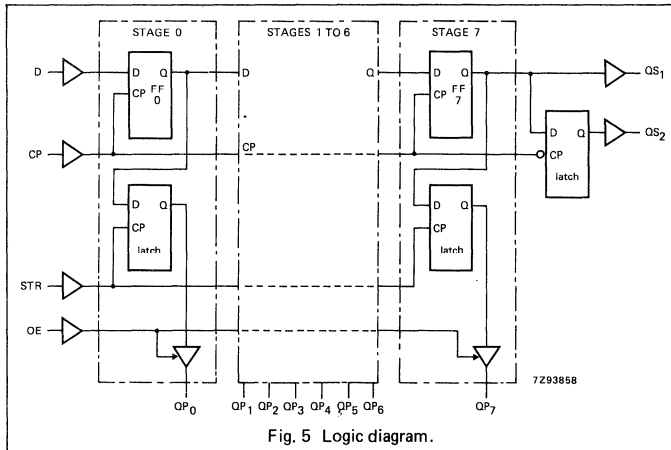 STAGE 0
STAGES 1 TO 6
STAGE 7
D
D Q
FF
0
CP
D
Q
D Q
FF
7
CP
QS1
QS2
D Q
CP
latch
CP
CP
D Q
CP
latch
D Q
CP
latch
STR
OE
7Z93858
QP0
QP1 QP2 QP3 QP4 QP5 QP6
QP7
Fig. 5 Logic diagram.